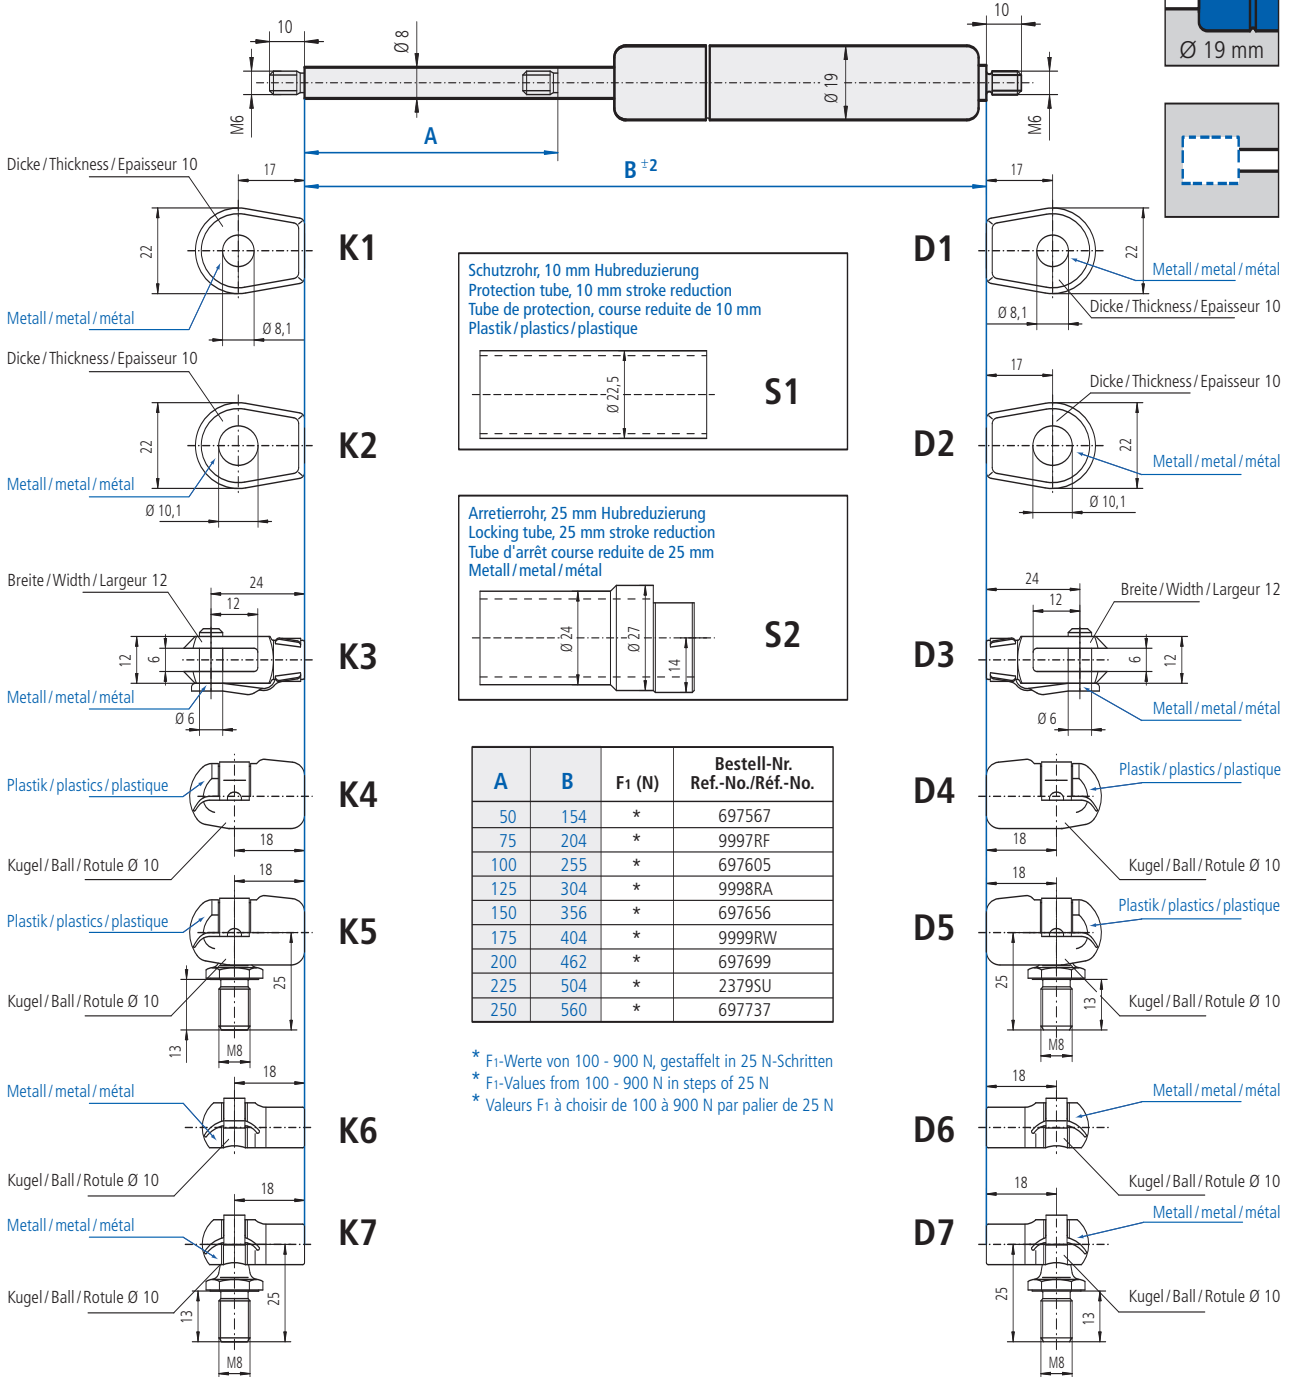 10
Ø 8
M6
A
B ±2
Ø 19
10
M6
Ø 19 mm
Dicke / Thickness / Epaisseur 10
17
22
K1
Metall / metal / métal
Ø 8,1
Dicke / Thickness / Epaisseur 10
22
K2
Metall / metal / métal
Ø 10,1
Breite / Width / Largeur 12
24
12
12
6
K3
Metall / metal / métal
Ø 6
Plastik / plastics / plastique
K4
18
Kugel / Ball / Rotule Ø 10
18
Plastik / plastics / plastique
K5
Kugel / Ball / Rotule Ø 10
25
13
M8
18
Metall / metal / métal
K6
Kugel / Ball / Rotule Ø 10
18
Metall / metal / métal
K7
Kugel / Ball / Rotule Ø 10
25
13
M8
Schutzrohr, 10 mm Hubreduzierung
Protection tube, 10 mm stroke reduction
Tube de protection, course reduite de 10 mm
Plastik / plastics / plastique
Ø 22,5
S1
Arretierrohr, 25 mm Hubreduzierung
Locking tube, 25 mm stroke reduction
Tube d'arrêt course reduite de 25 mm
Metall / metal / métal
Ø 24
Ø 27
14
S2
A B F1 (N) Bestell-Nr. Ref.-No./Réf.-No.
50 154 * 697567
75 204 * 9997RF
100 255 * 697605
125 304 * 9998RA
150 356 * 697656
175 404 * 9999RW
200 462 * 697699
225 504 * 2379SU
250 560 * 697737
* F1-Werte von 100 - 900 N, gestaffelt in 25 N-Schritten
* F1-Values from 100 - 900 N in steps of 25 N
* Valeurs F1 à choisir de 100 à 900 N par palier de 25 N
17
D1
22
Metall / metal / métal
Dicke / Thickness / Epaisseur 10
Ø 8,1
17
Dicke / Thickness / Epaisseur 10
D2
22
Metall / metal / métal
Ø 10,1
24
12
Breite / Width / Largeur 12
D3
6
12
Metall / metal / métal
Ø 6
Plastik / plastics / plastique
D4
18
Kugel / Ball / Rotule Ø 10
18
Plastik / plastics / plastique
D5
25
13
Kugel / Ball / Rotule Ø 10
M8
18
Metall / metal / métal
D6
Kugel / Ball / Rotule Ø 10
18
Metall / metal / métal
D7
25
13
Kugel / Ball / Rotule Ø 10
M8